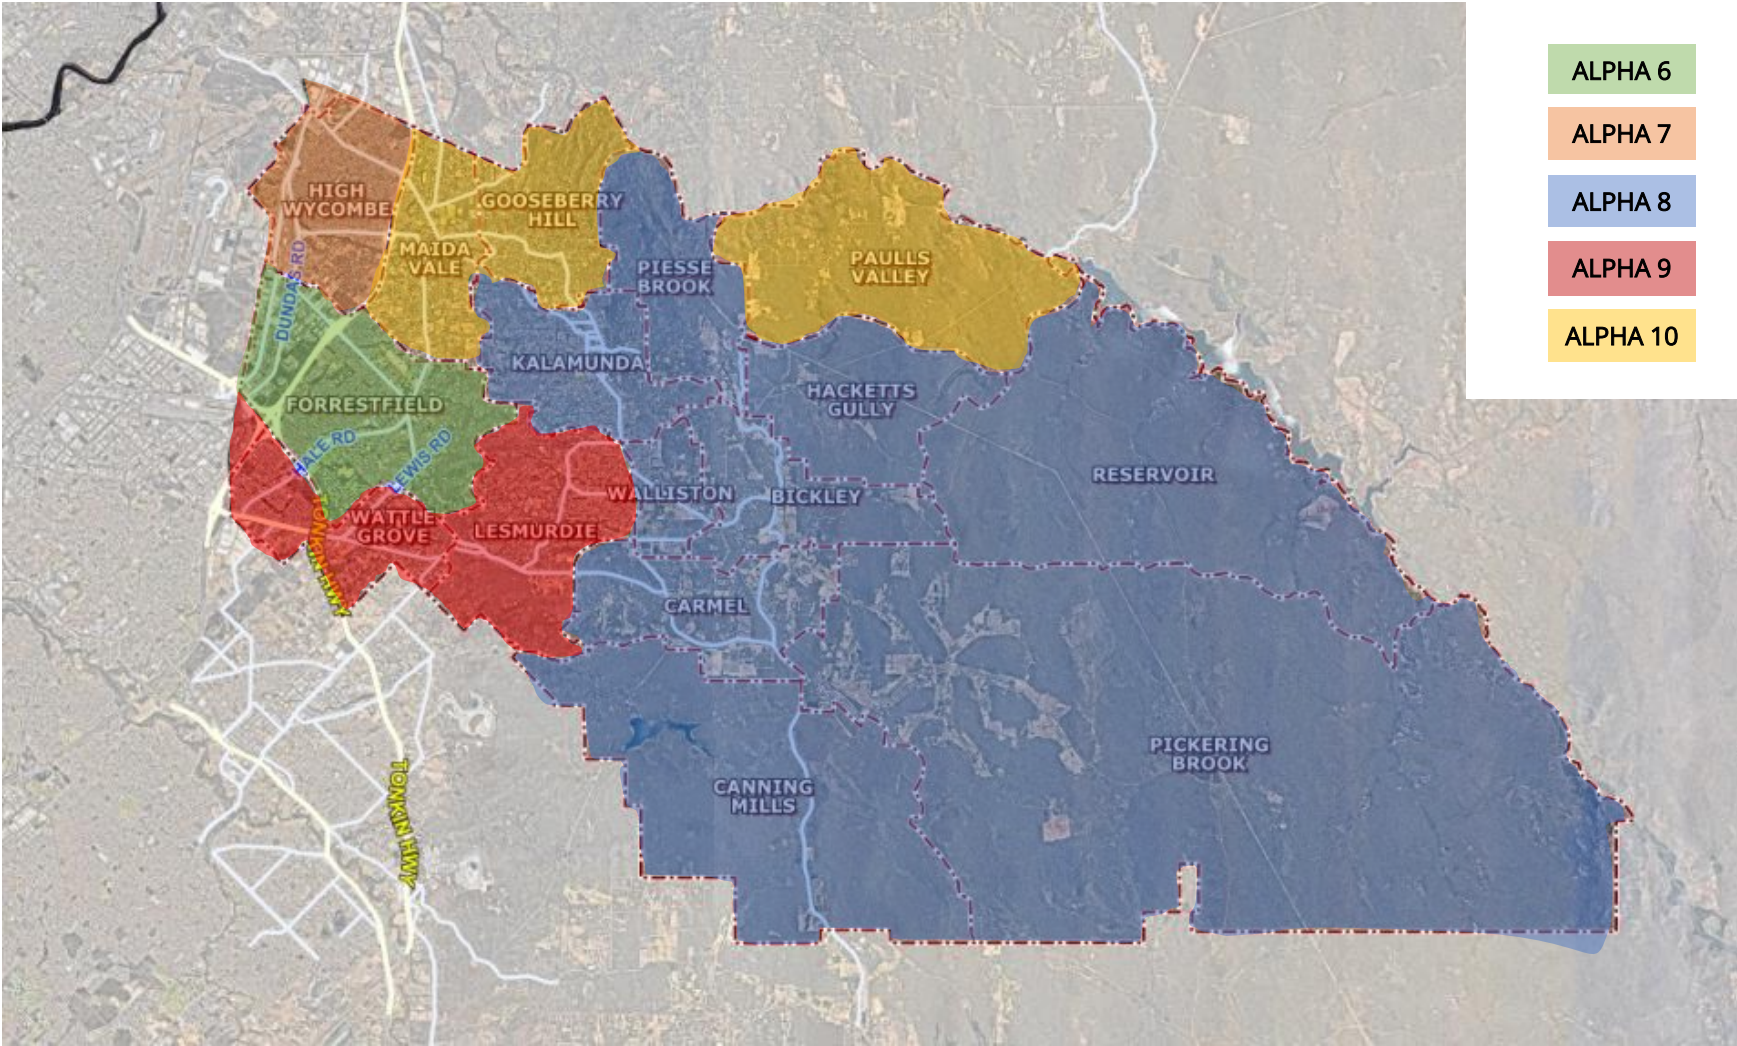 ALPHA 6
ALPHA 7
ALPHA 8
ALPHA 9
ALPHA 10
HIGH
WYCOMBE
GOOSEBERRY
HILL
MAIDA
VALE
PIESSE
BROOK
PAULLS
VALLEY
DUNDAS RD
KALAMUNDA
HACKETTS
GULLY
FORRESTFIELD
HALE RD
LEWIS RD
RESERVOIR
WALLISTON
BICKLEY
WATTLE
GROVE
LESMURDIE
TONKIN HWY
CARMEL
PICKERING
BROOK
CANNING
MILLS
TONKIN HWY